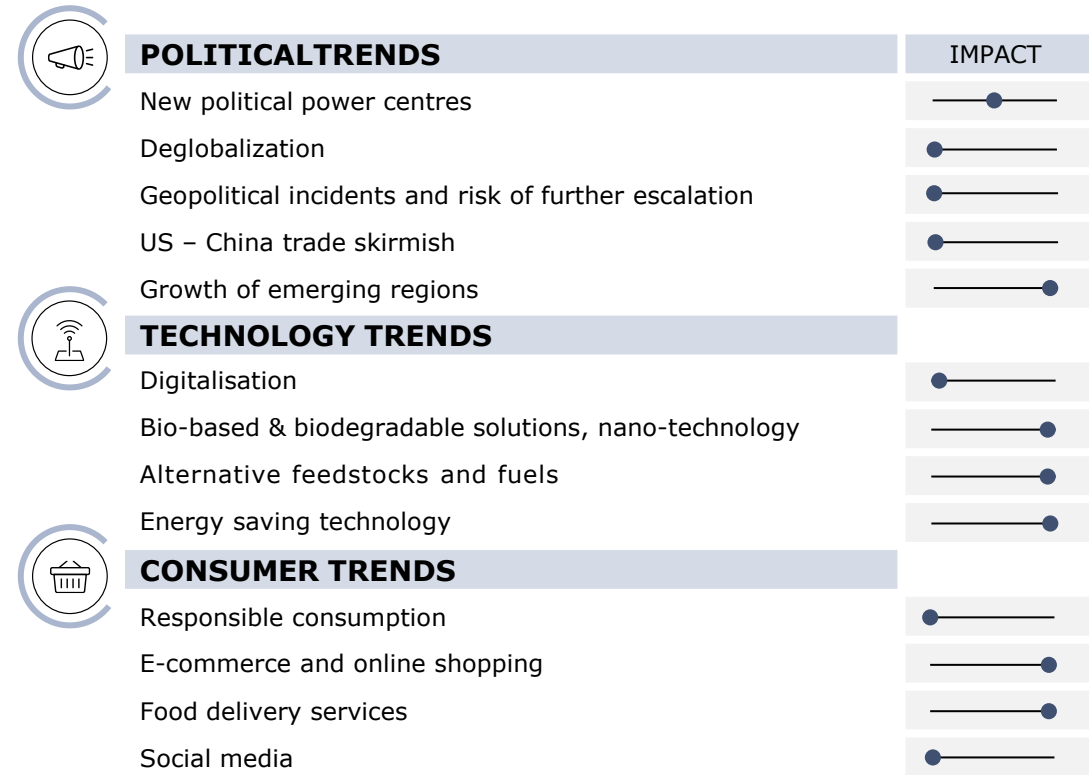 POLITICALTRENDS
IMPACT
New political power centres
Deglobalization
Geopolitical incidents and risk of further escalation
US – China trade skirmish
Growth of emerging regions
TECHNOLOGY TRENDS
Digitalisation
Bio-based & biodegradable solutions, nano-technology
Alternative feedstocks and fuels
Energy saving technology
CONSUMER TRENDS
Responsible consumption
E-commerce and online shopping
Food delivery services
Social media